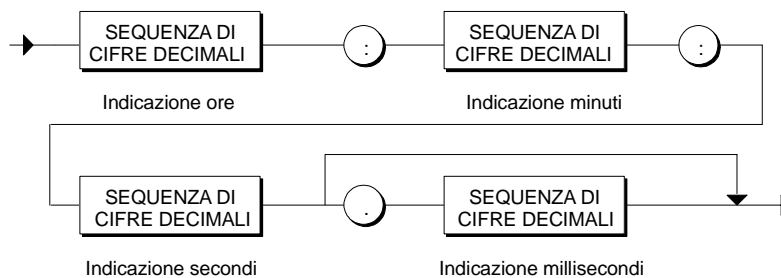 SEQUENZA DI
CIFRE DECIMALI
:
SEQUENZA DI
CIFRE DECIMALI
:
Indicazione ore
Indicazione minuti
SEQUENZA DI
CIFRE DECIMALI
.
SEQUENZA DI
CIFRE DECIMALI
Indicazione secondi
Indicazione millisecondi